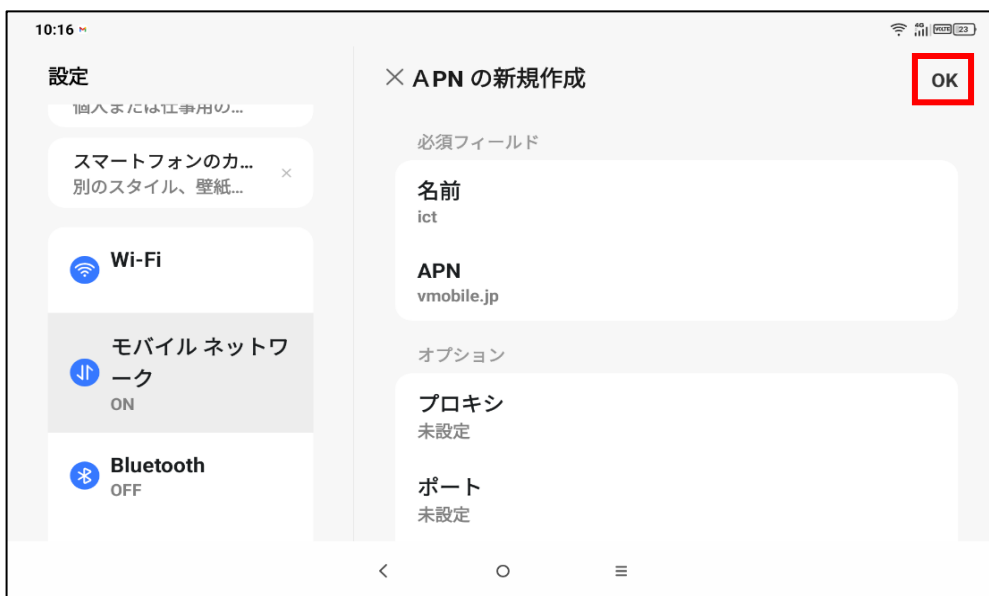 10:16
4G VOLTE 23
設定
個人または仕事用の...
スマートフォンのカ...
別のスタイル、壁紙...
Wi-Fi
モバイル ネットワ
ーク
ON
Bluetooth
OFF
APN の新規作成
OK
必須フィールド
名前
ict
APN
vmobile.jp
オプション
プロキシ
未設定
ポート
未設定